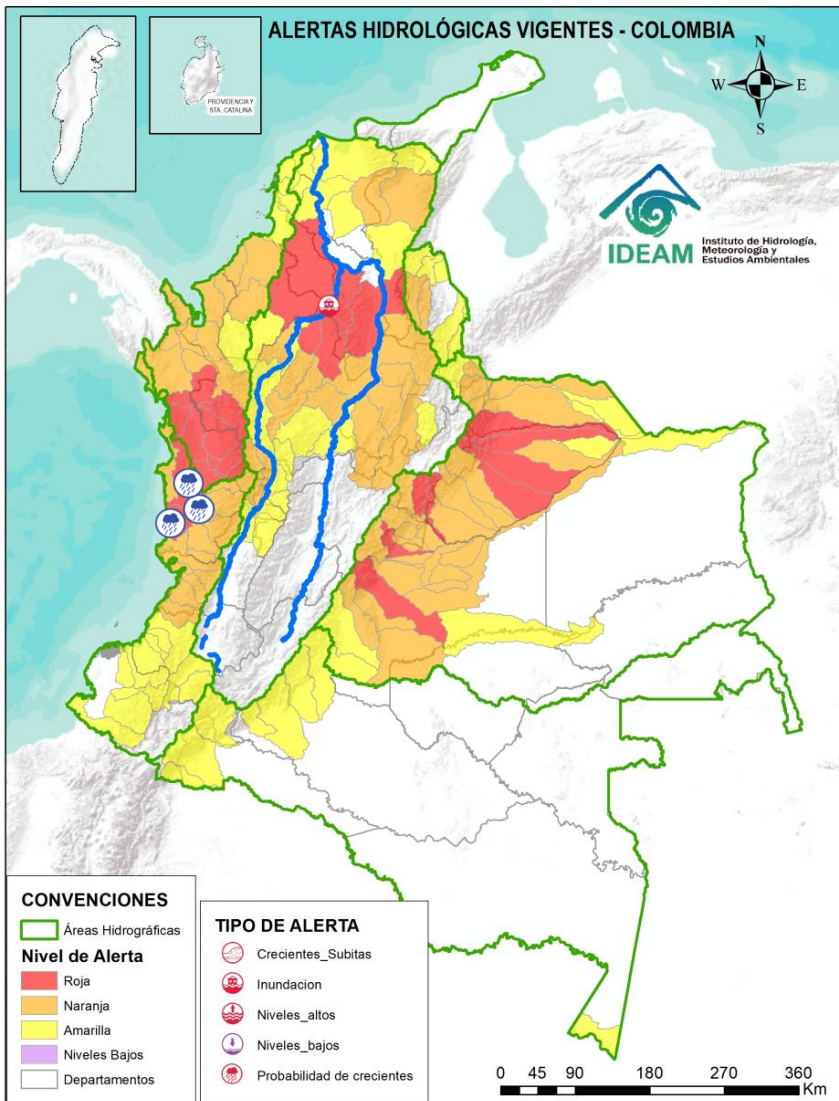 ALERTAS HIDROLÓGICAS VIGENTES - COLOMBIA
PROVIDENCIA Y
STA. CATALINA
N
W
E
S
IDEAM
Instituto de Hidrología,
Meteorología y
Estudios Ambientales
CONVENCIONES
Áreas Hidrográficas
Nivel de Alerta
Roja
Naranja
Amarilla
Niveles Bajos
Departamentos
TIPO DE ALERTA
Crecientes_Subitas
Inundacion
Niveles_altos
Niveles_bajos
Probabilidad de crecientes
0 45 90 180 270 360
Km